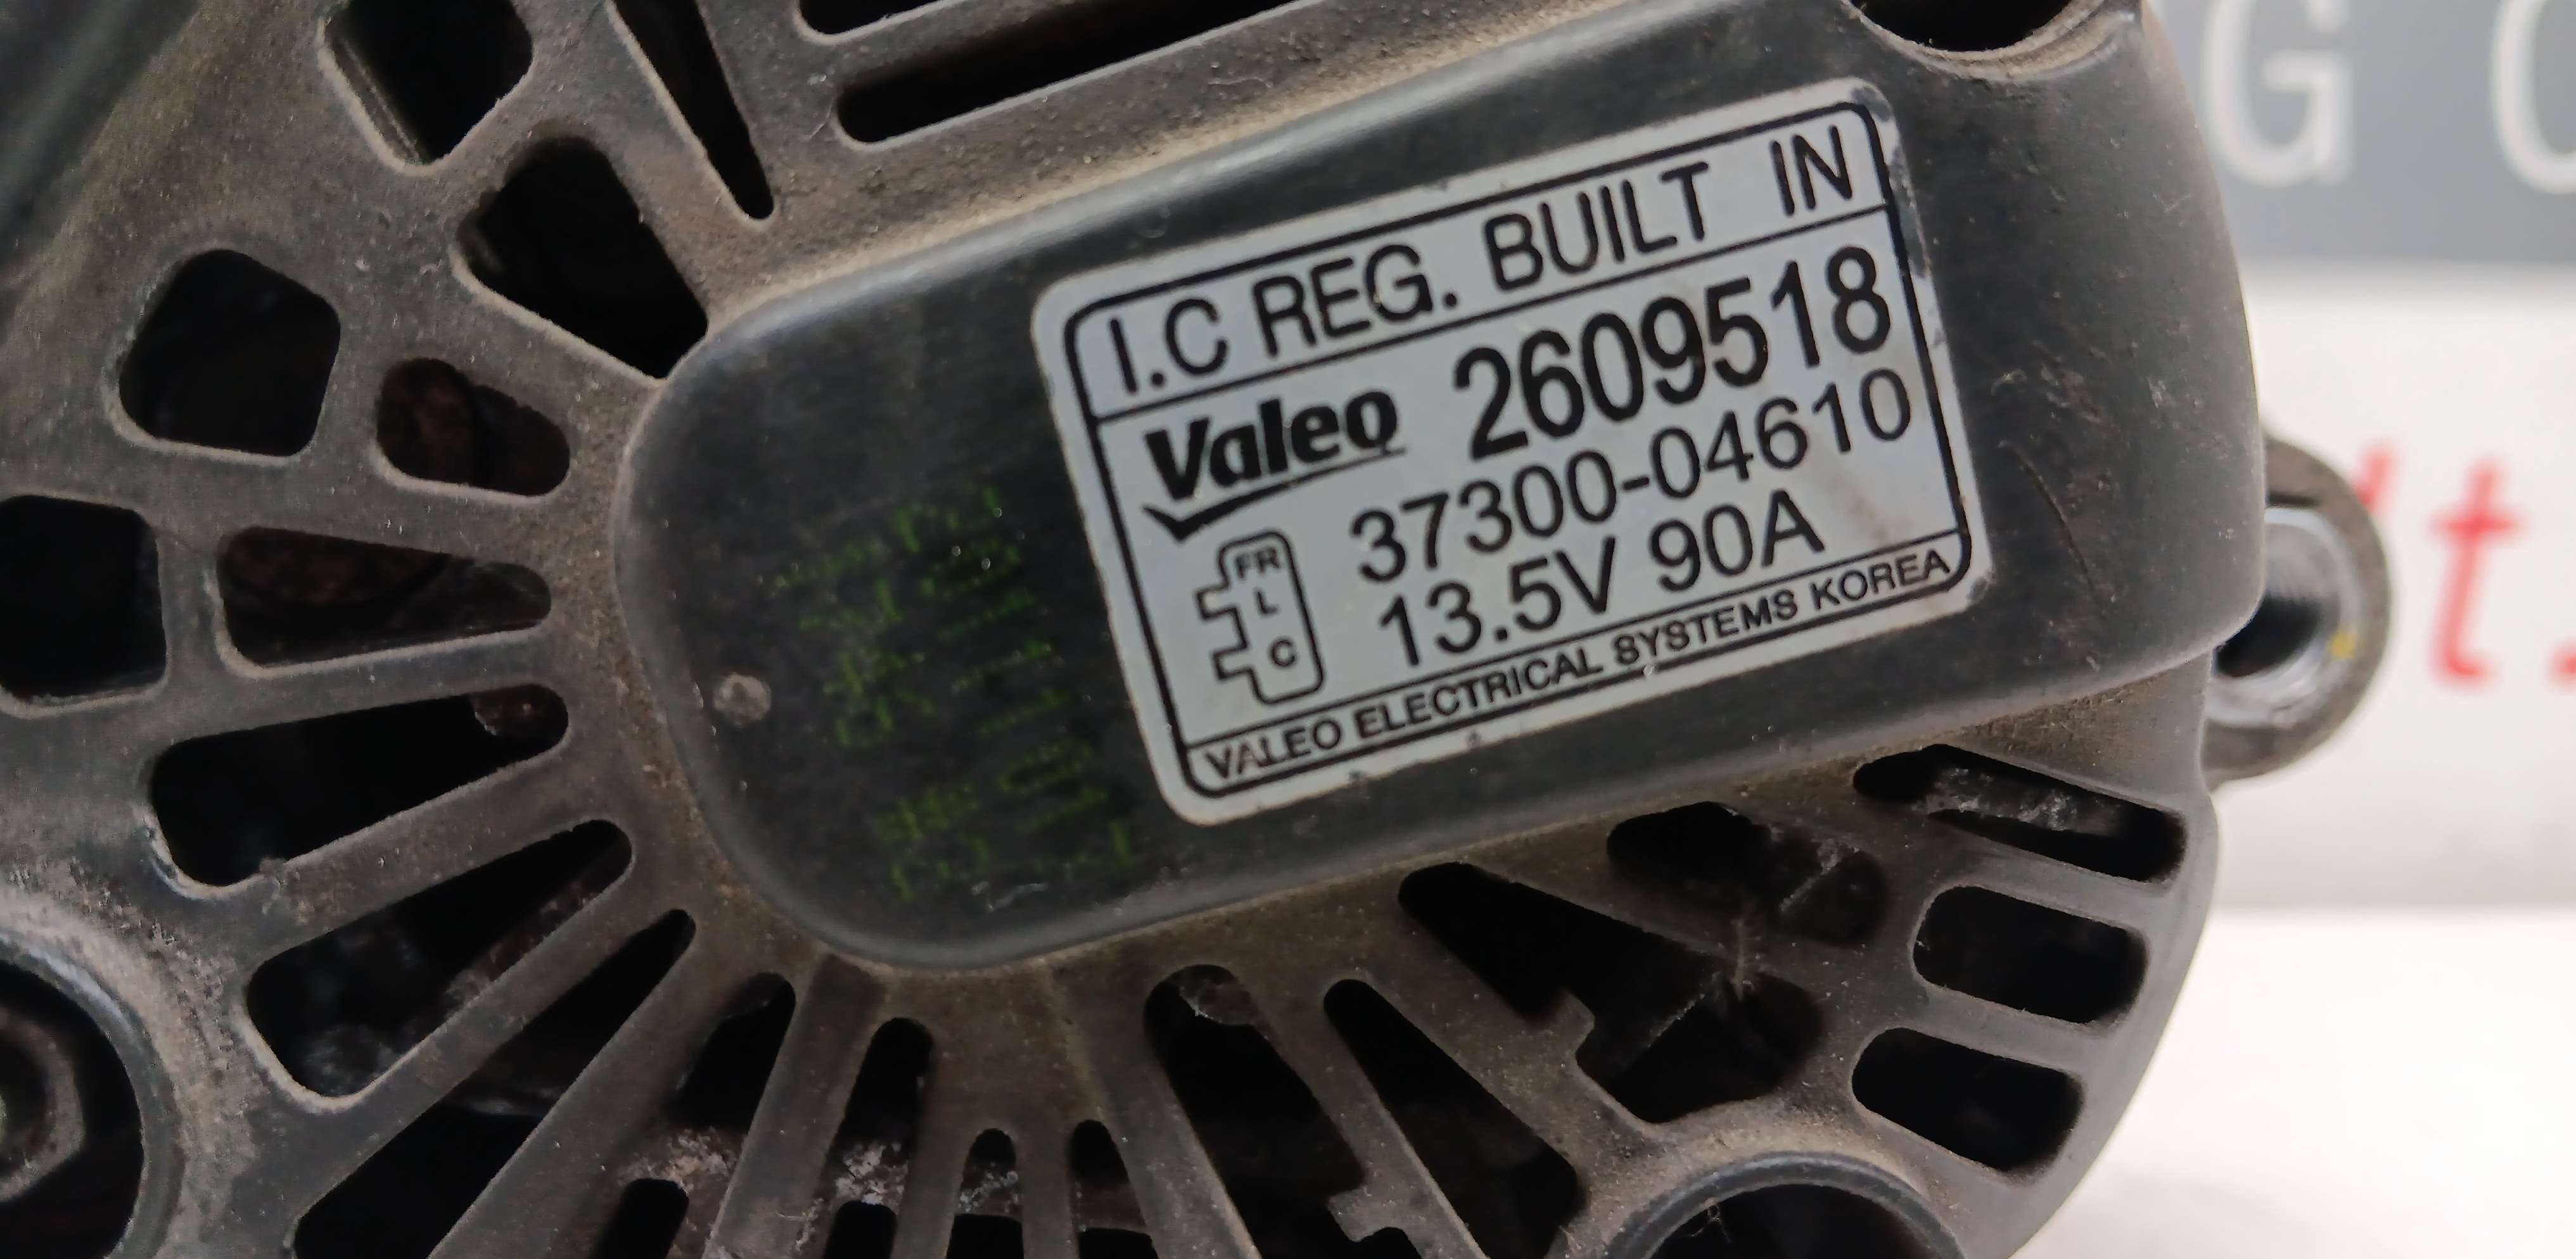 I.C REG. BUILT IN
Valeo 2609518
37300-04610
13.5V 90A
FR
L
C
VALEO ELECTRICAL SYSTEMS KOREA
G
t.